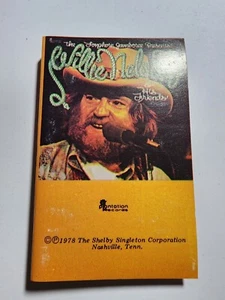 The Longhorn Jamboree Presents
Willie Nelson
& His
Friends
Plantation
Records
©℗1978 The Shelby Singleton Corporation
Nashville, Tenn.